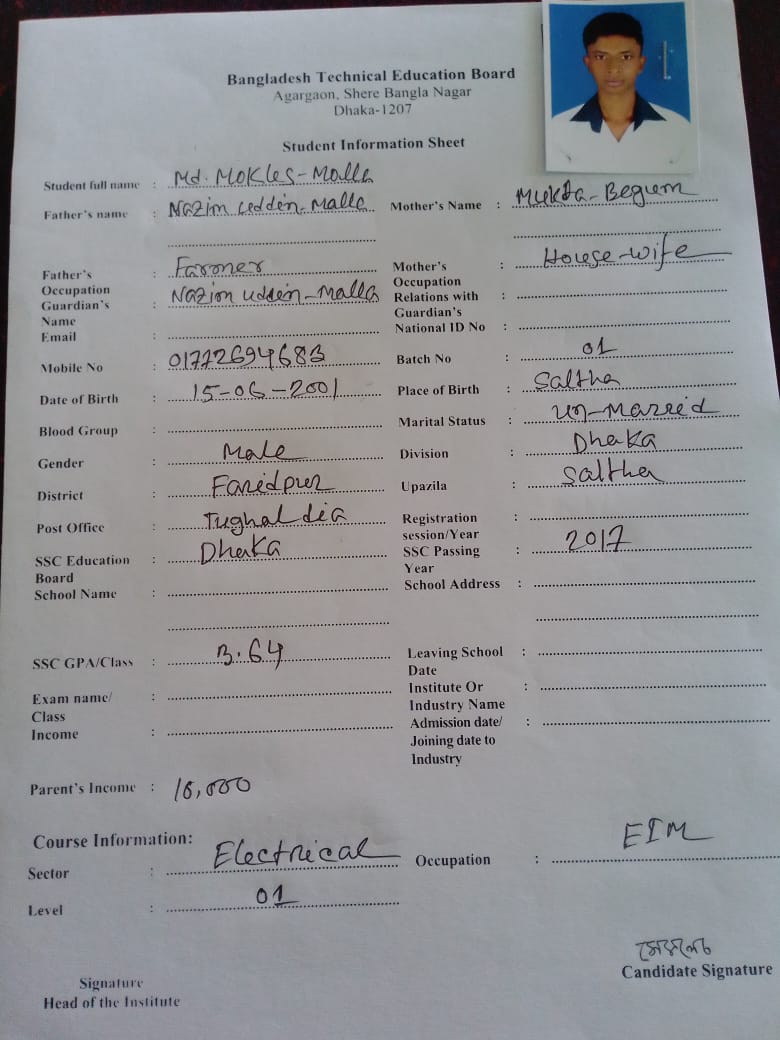 Bangladesh Technical Education Board
Agargaon, Shere Bangla Nagar
Dhaka-1207
Student Information Sheet
Student full name : Md. Mokles-Molla
Father's name : Nazim uddin-Molla Mother's Name : Mukta-Begum
Father's Occupation : Farmer Mother's Occupation : House-wife
Guardian's Name : Nazim uddin-Molla Relations with Guardian's :
Email : National ID No :
Mobile No : 01772694683 Batch No : 01
Date of Birth : 15-06-2001 Place of Birth : Saltha
Blood Group : Marital Status : un-Marreid
Gender : Male Division : Dhaka
District : Faridpur Upazila : Saltha
Post Office : Tughaldia Registration session/Year :
SSC Education Board : Dhaka SSC Passing Year : 2017
School Name : School Address :
SSC GPA/Class : 3.64 Leaving School Date :
Exam name/ Class : Institute Or Industry Name :
Income : Admission date/ Joining date to Industry :
Parent's Income : 10,000
Course Information:
Sector : Electrical Occupation : EIM
Level : 01
Candidate Signature
Signature
Head of the Institute